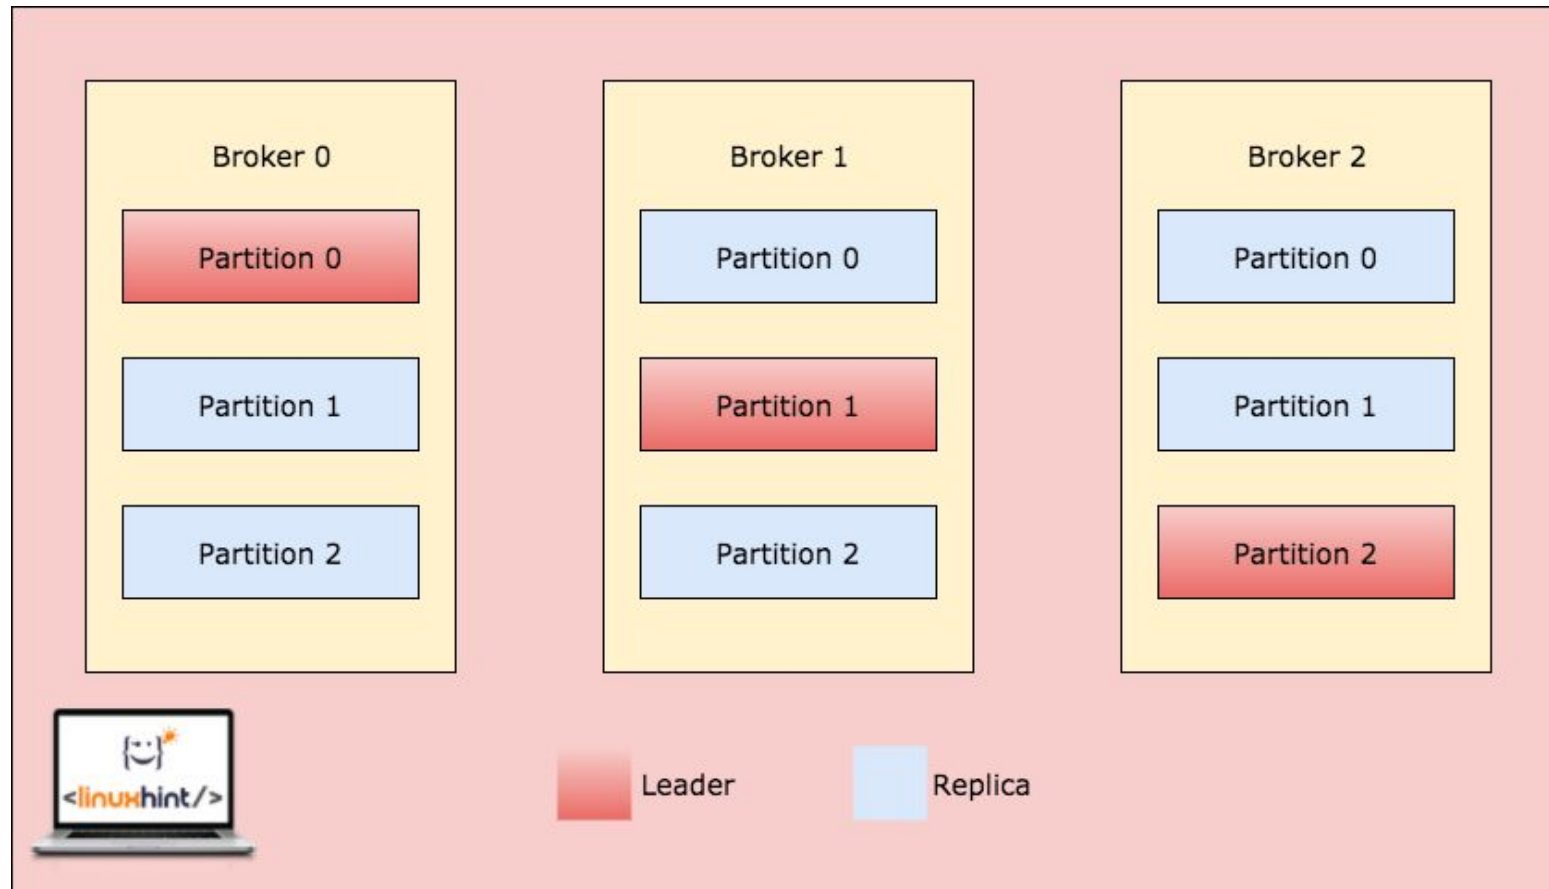 Broker 0
Partition 0
Partition 1
Partition 2
Broker 1
Partition 0
Partition 1
Partition 2
Broker 2
Partition 0
Partition 1
Partition 2
<linuxhint/>
Leader
Replica